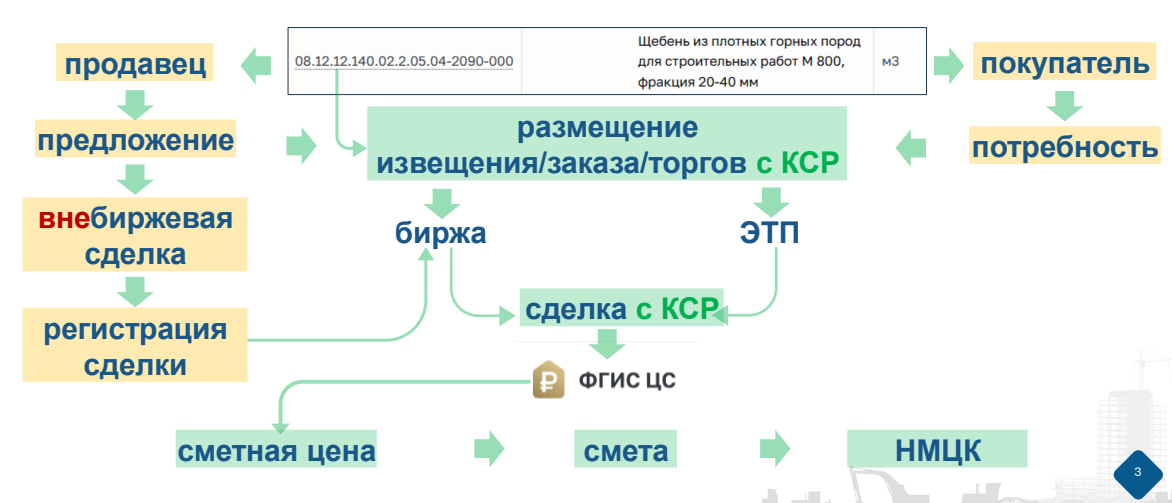 продавец
08.12.12.140.02.2.05.04-2090-000
Щебень из плотных горных пород
для строительных работ М 800,
фракция 20-40 мм
м3
покупатель
предложение
размещение
извещения/заказа/торгов с КСР
потребность
внебиржевая
сделка
биржа
ЭТП
регистрация
сделки
сделка с КСР
ФГИС ЦС
сметная цена
смета
НМЦК
3